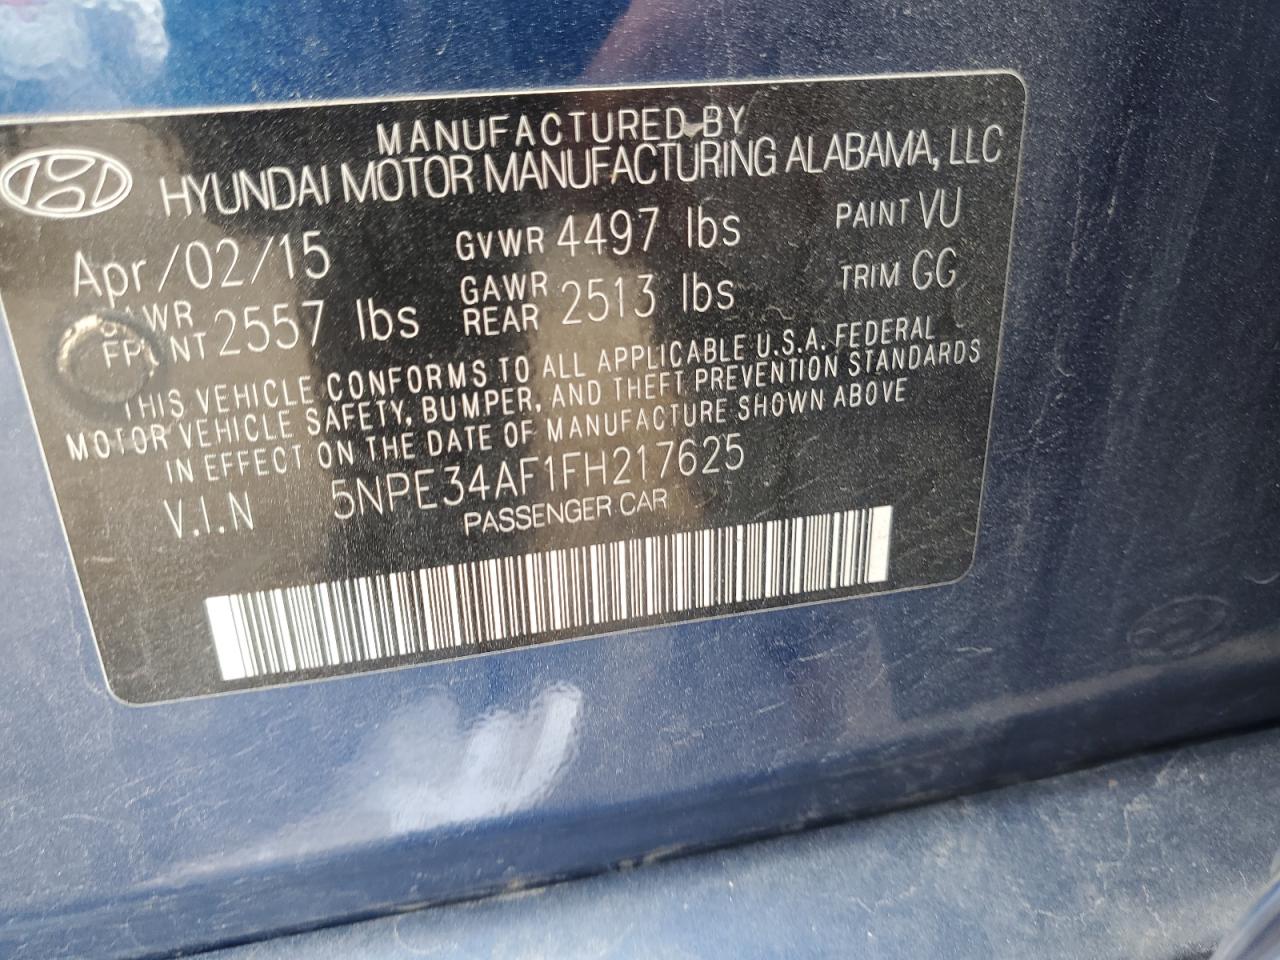 MANUFACTURED BY
HYUNDAI MOTOR MANUFACTURING ALABAMA, LLC
Apr/02/15 GVWR 4497 lbs PAINT VU
GAWR FRONT 2557 lbs GAWR REAR 2513 lbs TRIM GG
THIS VEHICLE CONFORMS TO ALL APPLICABLE U.S.A. FEDERAL
MOTOR VEHICLE SAFETY, BUMPER, AND THEFT PREVENTION STANDARDS
IN EFFECT ON THE DATE OF MANUFACTURE SHOWN ABOVE
V.I.N 5NPE34AF1FH217625
PASSENGER CAR